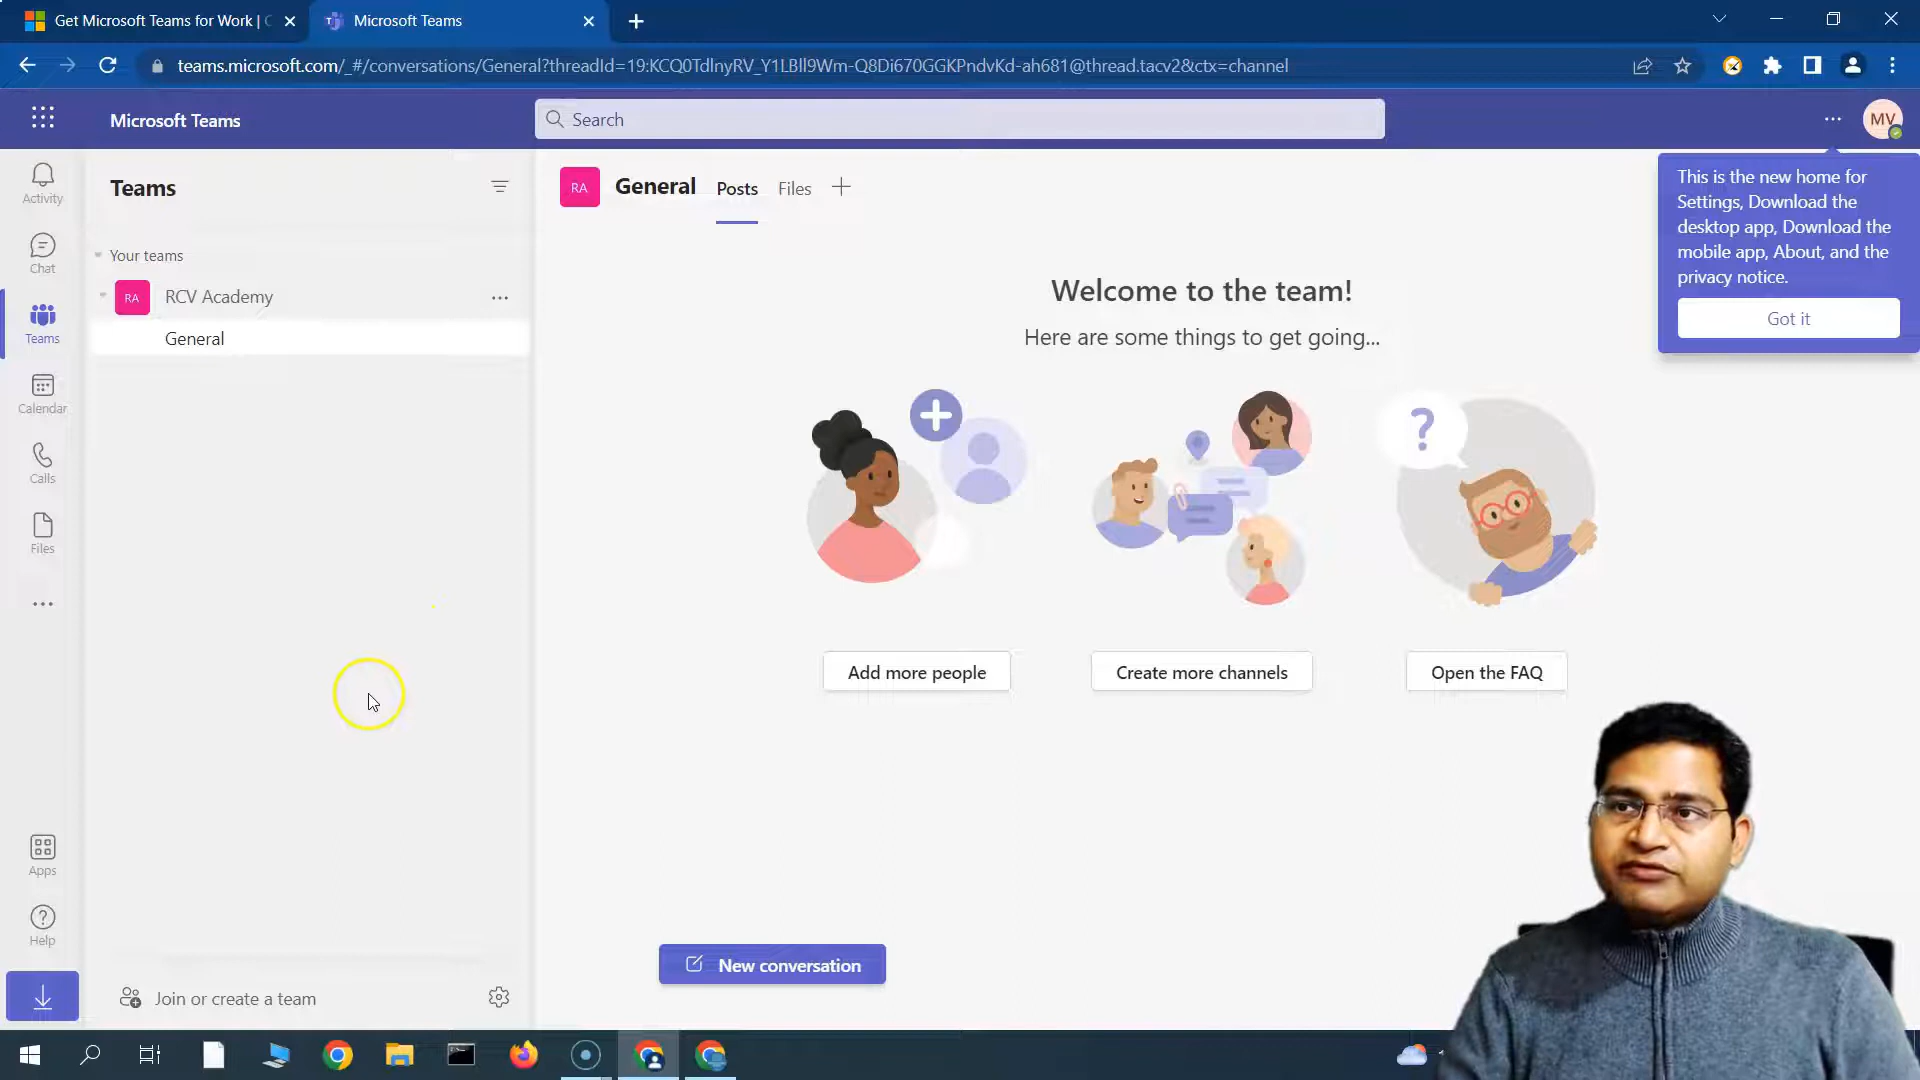 Get Microsoft Teams for Work |
Microsoft Teams
teams.microsoft.com/_#/conversations/General?threadId=19:KCQ0TdlnyRV_Y1LBll9Wm-Q8Di670GGKPndvKd-ah681@thread.tacv2&ctx=channel
Microsoft Teams
Search
MV
This is the new home for
Settings, Download the
desktop app, Download the
mobile app, About, and the
privacy notice.
Got it
Activity
Chat
Teams
Calendar
Calls
Files
Apps
Help
Teams
Your teams
RA
RCV Academy
General
Join or create a team
RA
General
Posts
Files
Welcome to the team!
Here are some things to get going...
?
Add more people
Create more channels
Open the FAQ
New conversation